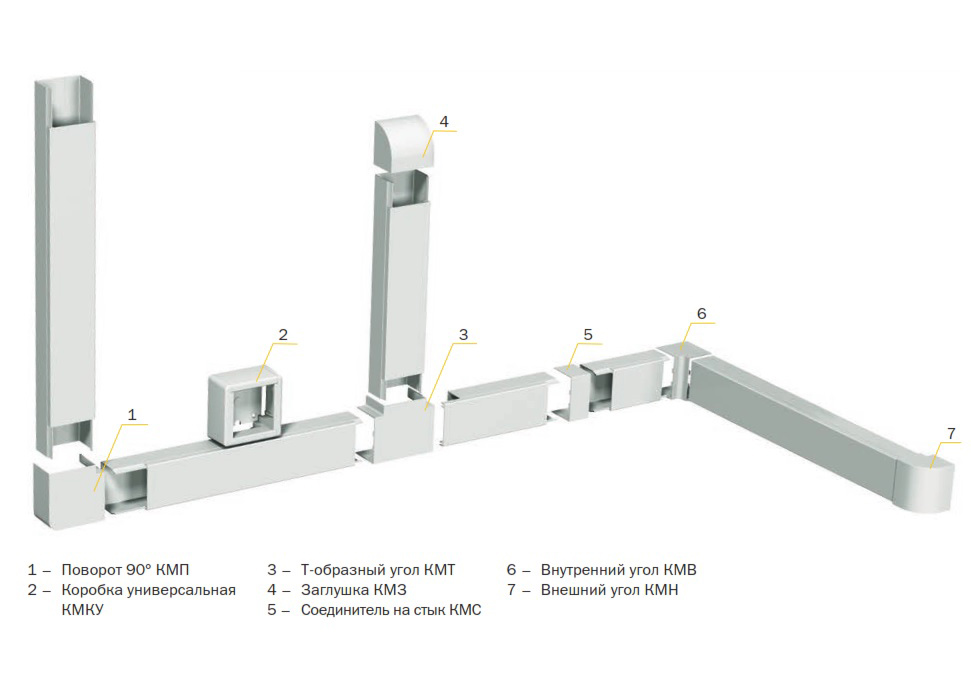 4
6
2
3
5
1
7
1 – Поворот 90° КМП
2 – Коробка универсальная
КМКУ
3 – Т-образный угол КМТ
4 – Заглушка КМЗ
5 – Соединитель на стык КМС
6 – Внутренний угол КМВ
7 – Внешний угол КМН